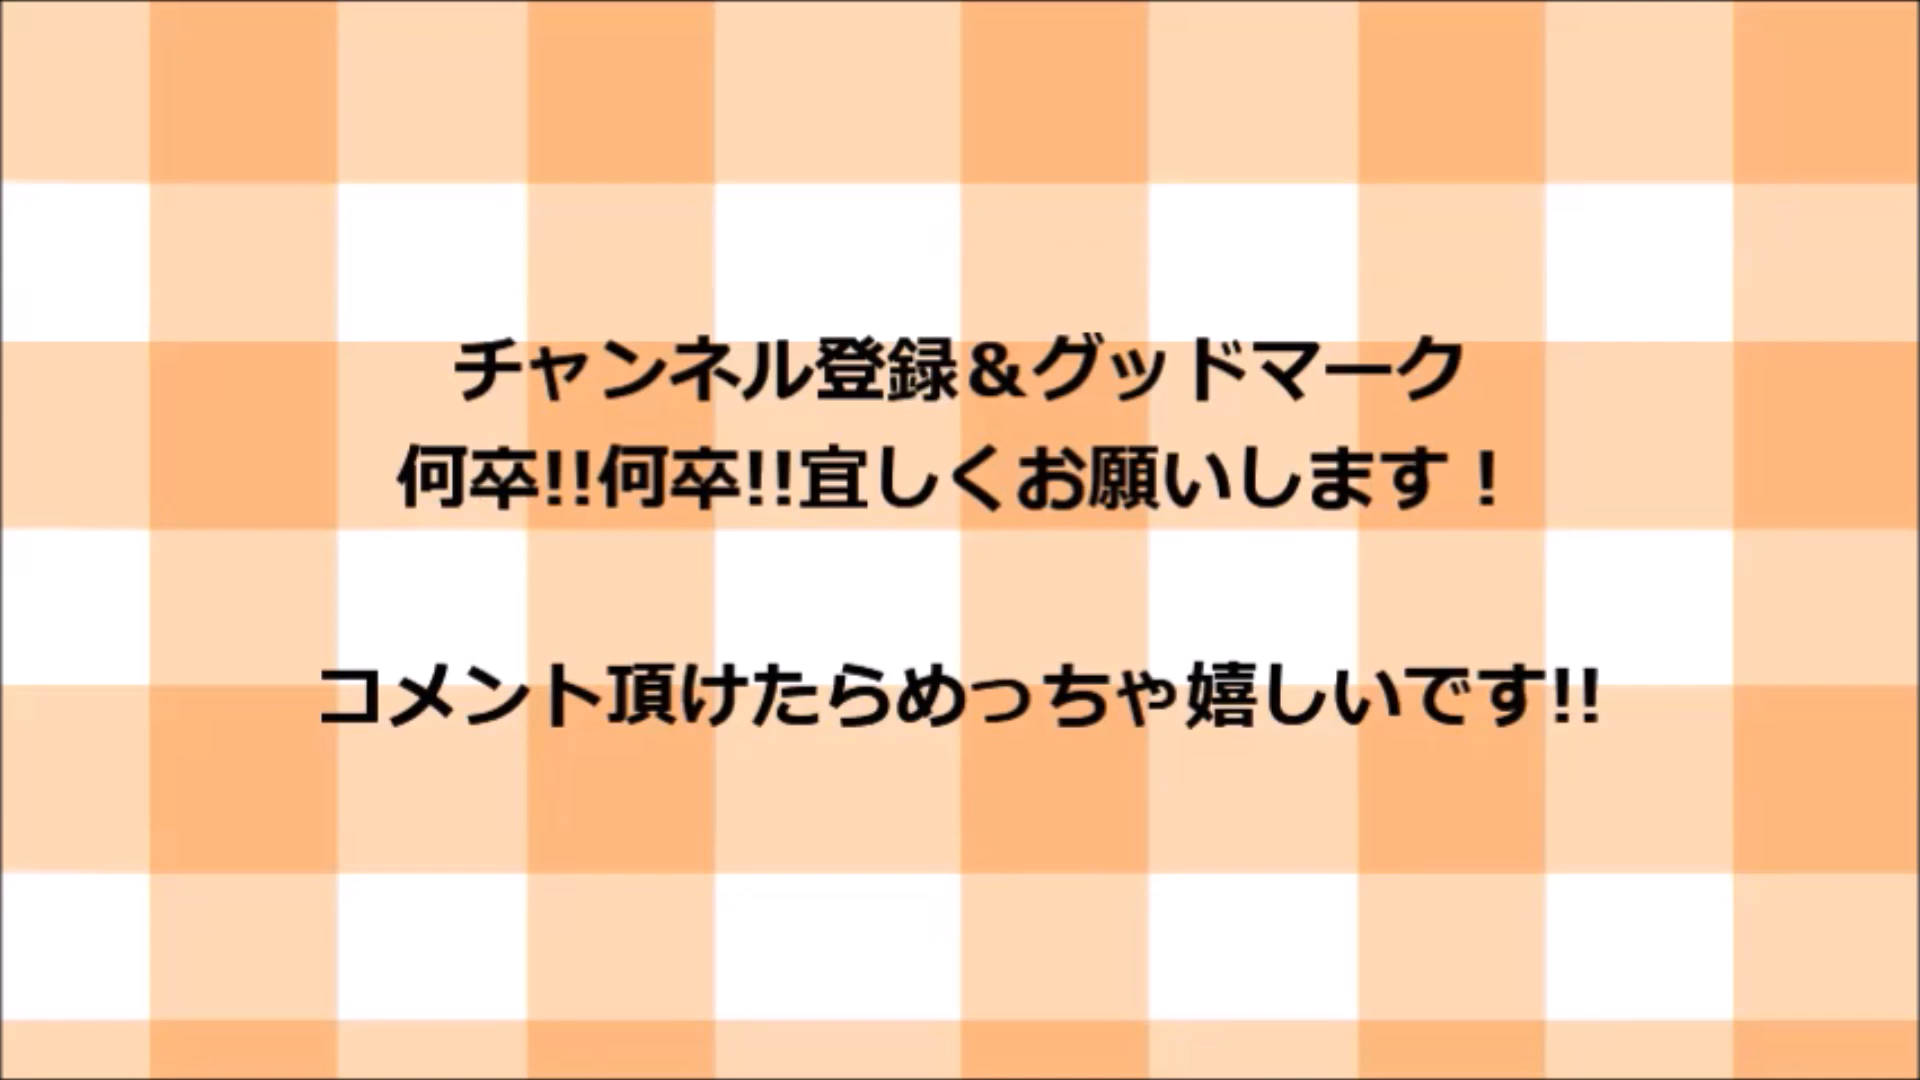 チャンネル登録＆グッドマーク
何卒!!何卒!!宜しくお願いします！
コメント頂けたらめっちゃ嬉しいです!!